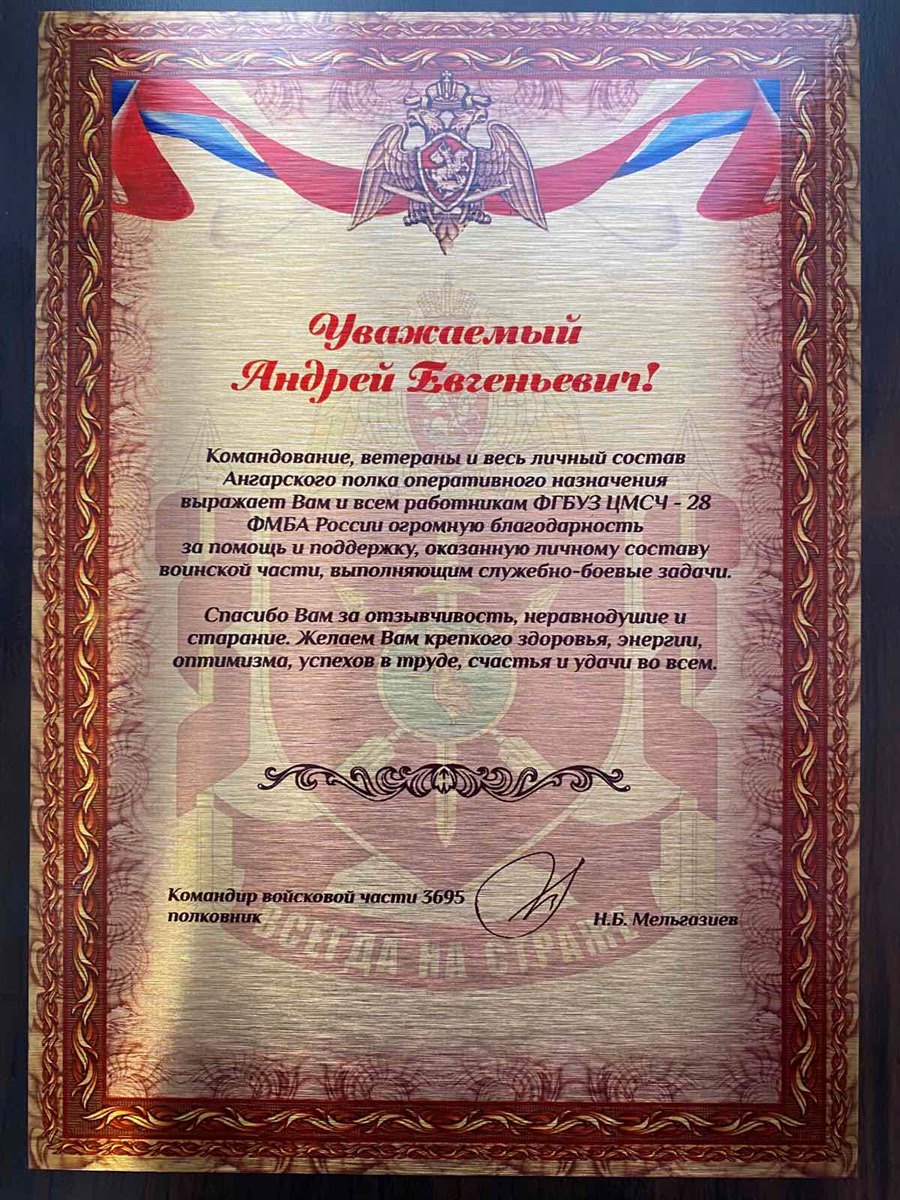 Уважаемый
Андрей Евгеньевич!
Командование, ветераны и весь личный состав
Ангарского полка оперативного назначения
выражает Вам и всем работникам ФГБУЗ ЦМСЧ - 28
ФМБА России огромную благодарность
за помощь и поддержку, оказанную личному составу
воинской части, выполняющим служебно-боевые задачи.
Спасибо Вам за отзывчивость, неравнодушие и
старание. Желаем Вам крепкого здоровья, энергии,
оптимизма, успехов в труде, счастья и удачи во всем.
Командир войсковой части 3695
полковник
Н.Б. Мельгазиев
ВСЕГДА НА СТРАЖЕ